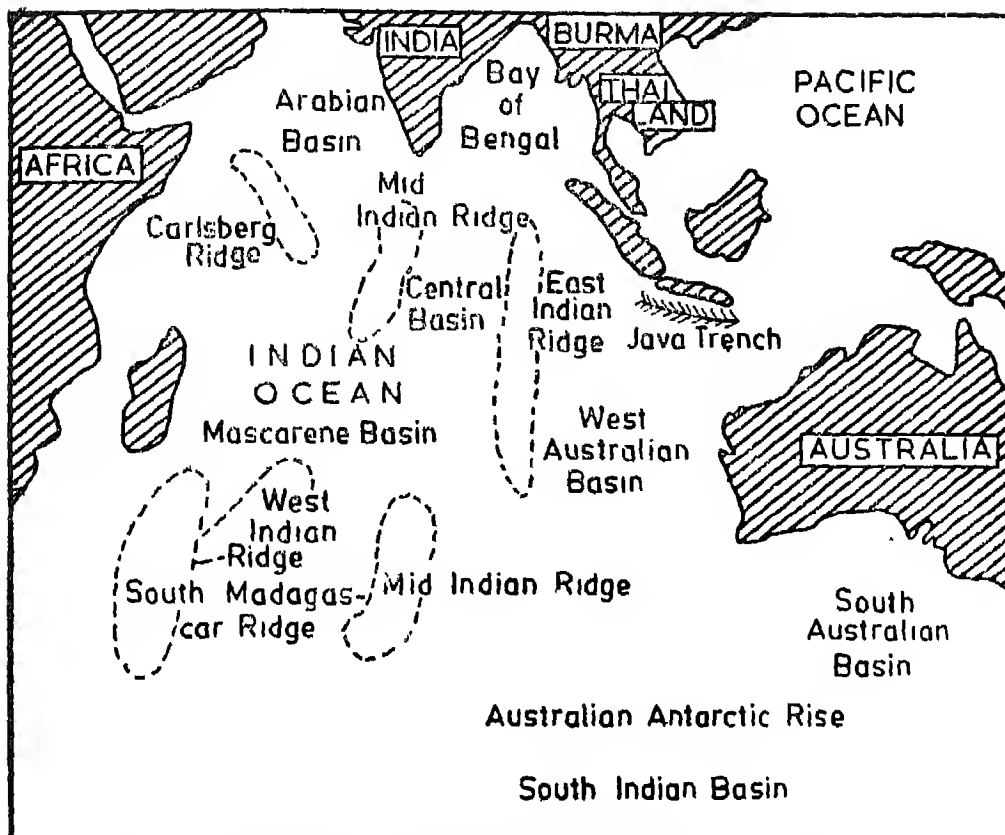 INDIA
BURMA
Bay
of
Bengal
THAI
LAND
PACIFIC
OCEAN
Arabian
Basin
AFRICA
Mid
Indian Ridge
Carlsberg
Ridge
Central
Basin
East
Indian
Ridge
Java Trench
INDIAN
OCEAN
Mascarene Basin
West
Australian
Basin
AUSTRALIA
West
Indian
Ridge
South Madagas-
car Ridge
Mid Indian Ridge
South
Australian
Basin
Australian Antarctic Rise
South Indian Basin